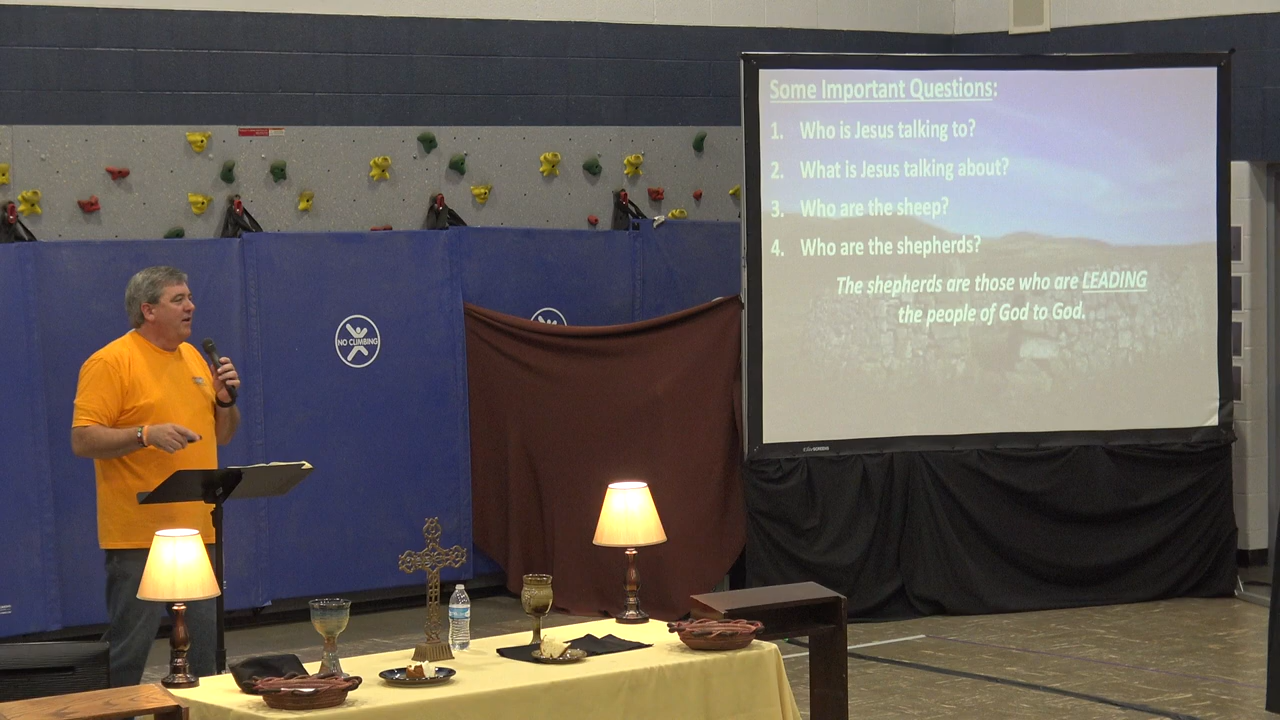 Some Important Questions:
1. Who is Jesus talking to?
2. What is Jesus talking about?
3. Who are the sheep?
4. Who are the shepherds?
The shepherds are those who are LEADING
the people of God to God.
NO CLIMBING